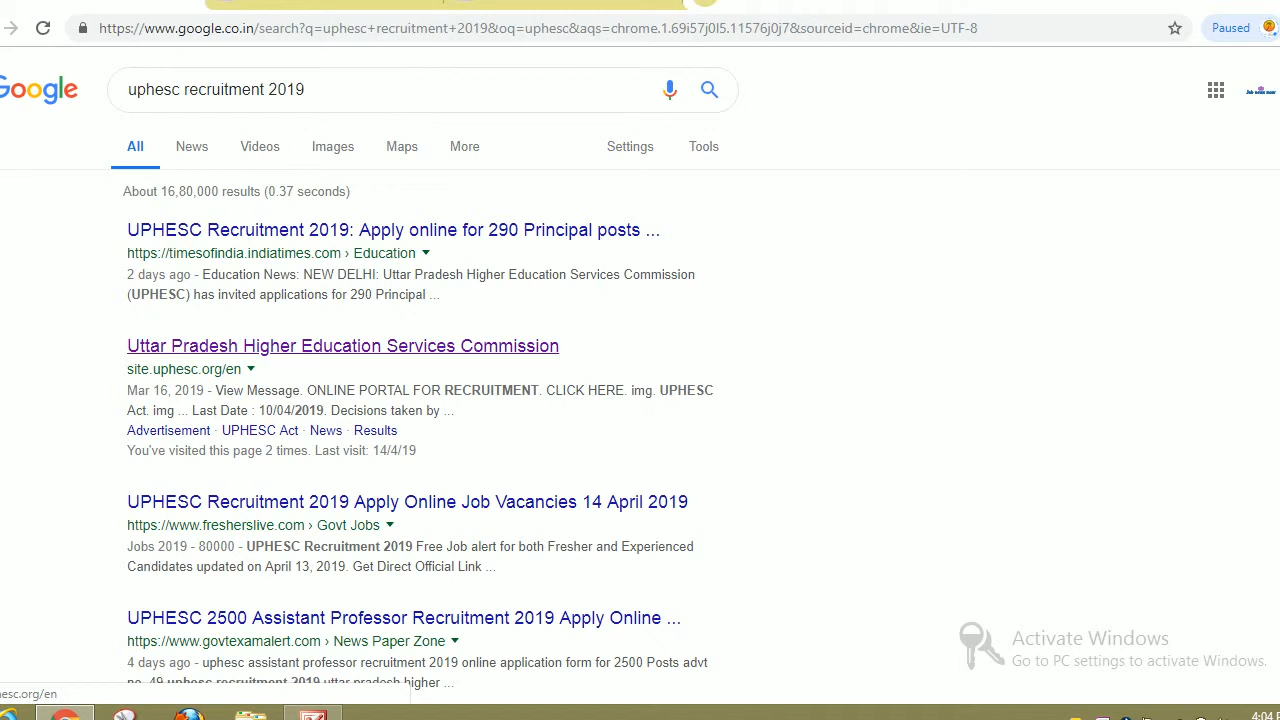 https://www.google.co.in/search?q=uphesc+recruitment+2019&oq=uphesc&aqs=chrome.1.69i57j0l5.11576j0j7&sourceid=chrome&ie=UTF-8
Paused
Google
uphesc recruitment 2019
All News Videos Images Maps More Settings Tools
About 16,80,000 results (0.37 seconds)
UPHESC Recruitment 2019: Apply online for 290 Principal posts ...
https://timesofindia.indiatimes.com › Education
2 days ago - Education News: NEW DELHI: Uttar Pradesh Higher Education Services Commission
(UPHESC) has invited applications for 290 Principal ...
Uttar Pradesh Higher Education Services Commission
site.uphesc.org/en
Mar 16, 2019 - View Message. ONLINE PORTAL FOR RECRUITMENT. CLICK HERE. img. UPHESC
Act. img ... Last Date : 10/04/2019. Decisions taken by ...
Advertisement · UPHESC Act · News · Results
You've visited this page 2 times. Last visit: 14/4/19
UPHESC Recruitment 2019 Apply Online Job Vacancies 14 April 2019
https://www.fresherslive.com › Govt Jobs
Jobs 2019 - 80000 - UPHESC Recruitment 2019 Free Job alert for both Fresher and Experienced
Candidates updated on April 13, 2019. Get Direct Official Link ...
UPHESC 2500 Assistant Professor Recruitment 2019 Apply Online ...
https://www.govtexamalert.com › News Paper Zone
4 days ago - uphesc assistant professor recruitment 2019 online application form for 2500 Posts advt
no. 49 uphesc recruitment 2019 uttar pradesh higher ...
Activate Windows
Go to PC settings to activate Windows.
esc.org/en
4:04